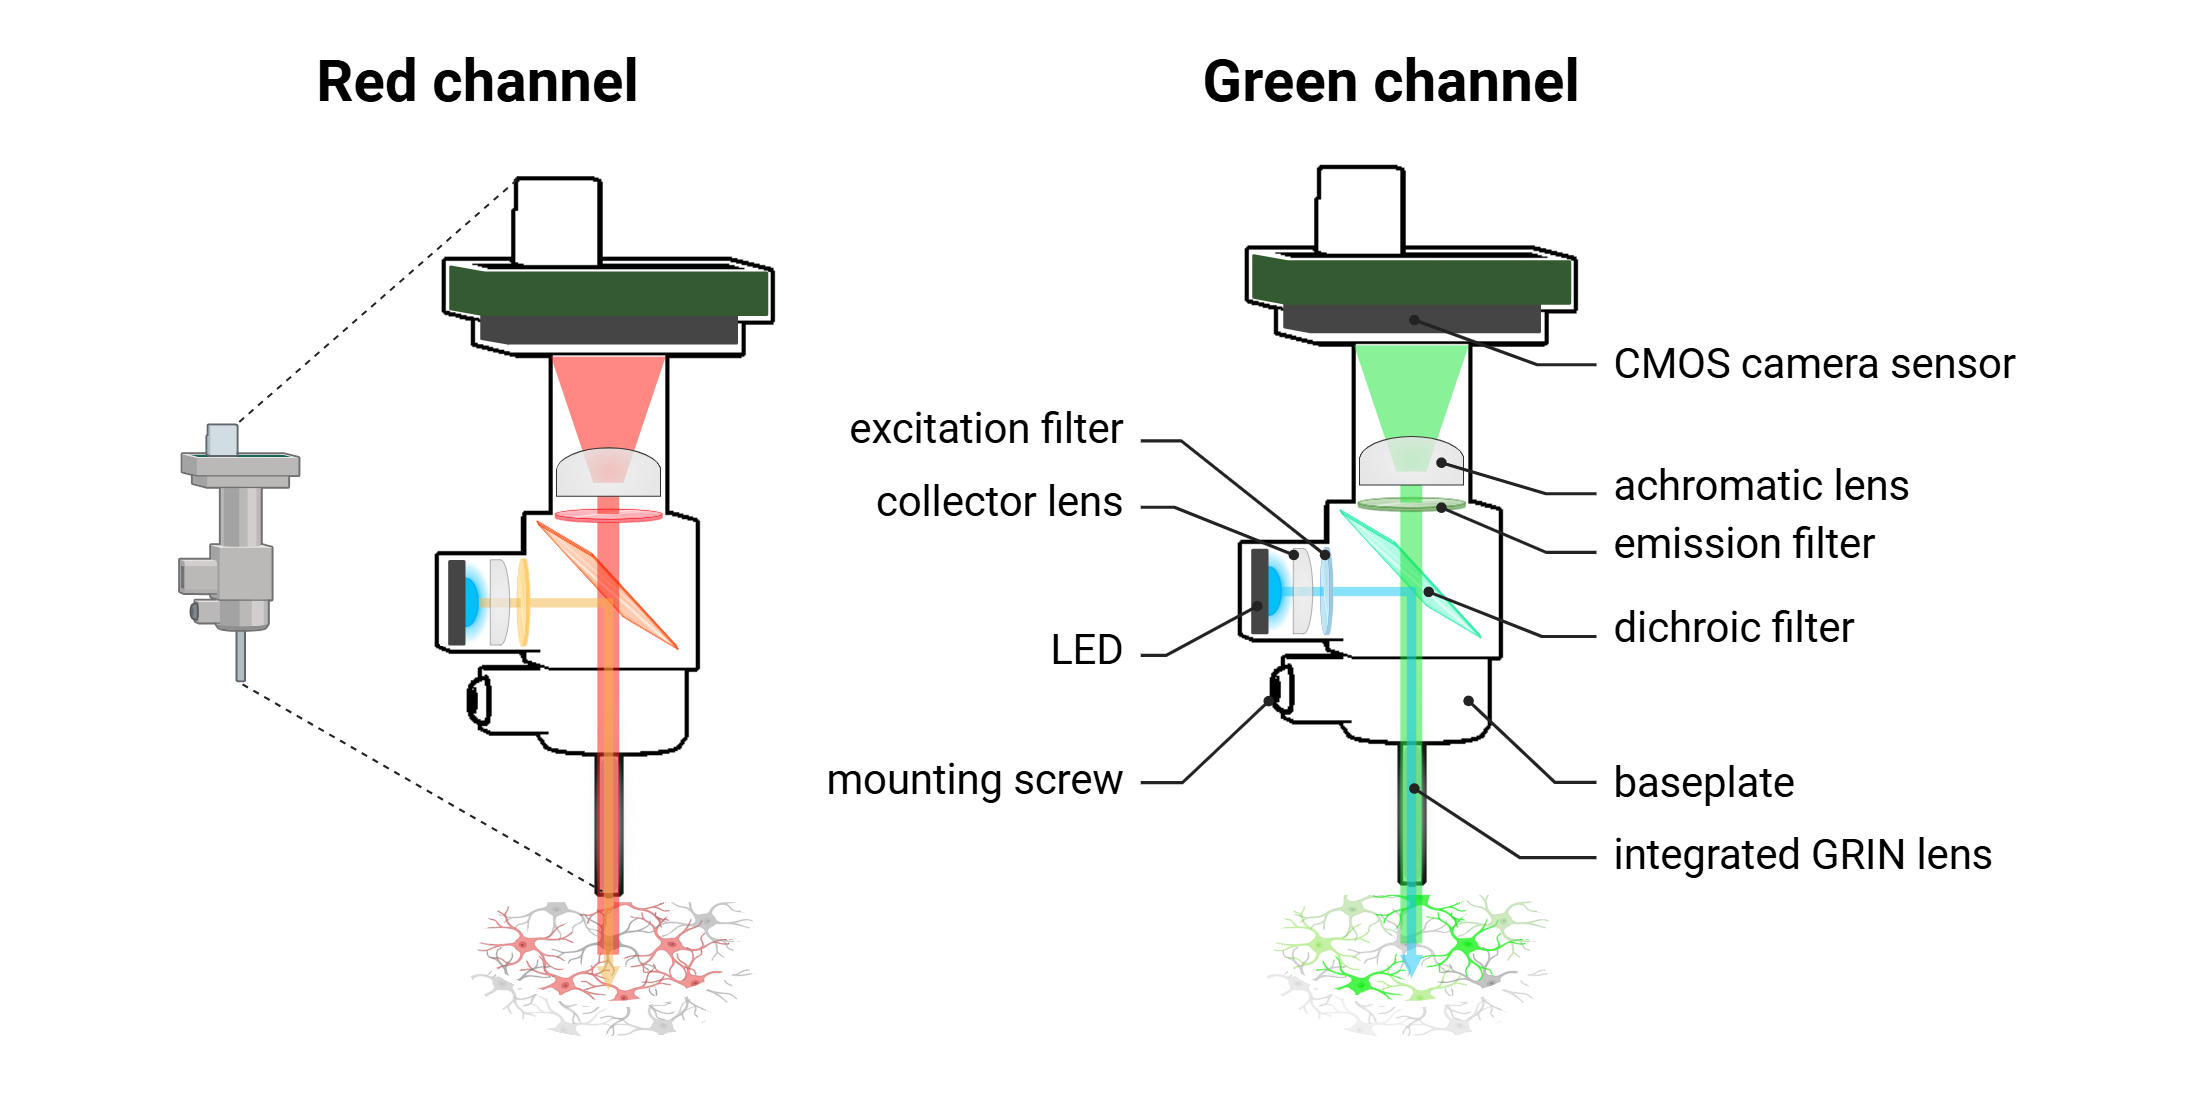 Red channel
Green channel
CMOS camera sensor
excitation filter
collector lens
achromatic lens
emission filter
LED
dichroic filter
mounting screw
baseplate
integrated GRIN lens